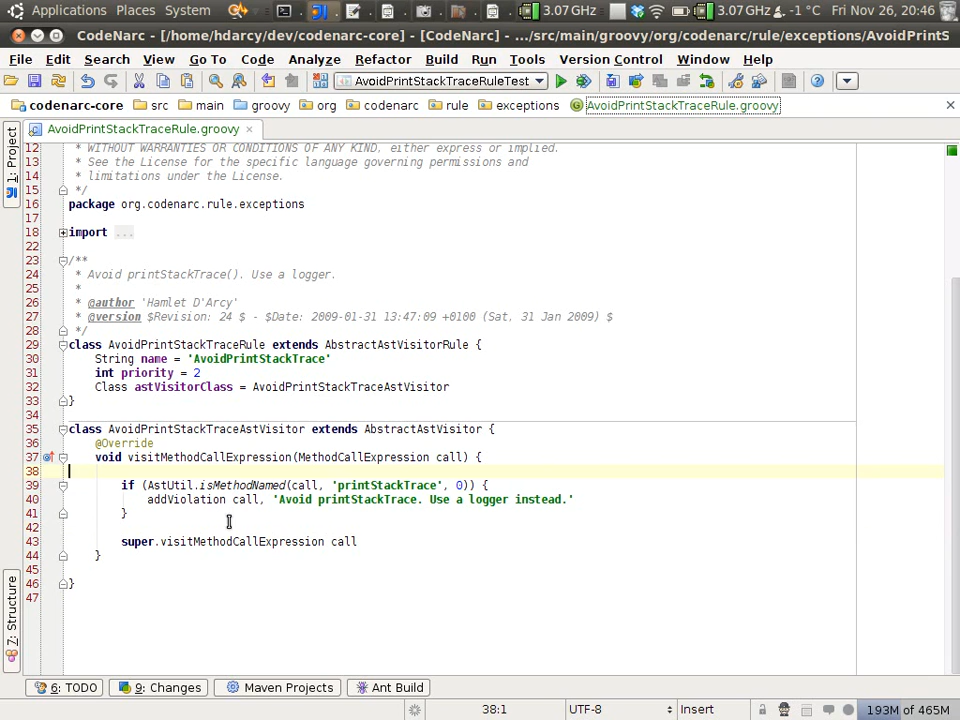 Applications Places System 3.07 GHz -1 °C 3.07 GHz Fri Nov 26, 20:46
CodeNarc - [/home/hdarcy/dev/codenarc-core] - [CodeNarc] - .../src/main/groovy/org/codenarc/rule/exceptions/AvoidPrintS
File Edit Search View Go To Code Analyze Refactor Build Run Tools Version Control Window Help
AvoidPrintStackTraceRuleTest
codenarc-core src main groovy org codenarc rule exceptions AvoidPrintStackTraceRule.groovy
1: Project
AvoidPrintStackTraceRule.groovy
12 * WITHOUT WARRANTIES OR CONDITIONS OF ANY KIND, either express or implied.
13 * See the License for the specific language governing permissions and
14 * limitations under the License.
15 */
16 package org.codenarc.rule.exceptions
17
18 import ...
22
23 /**
24 * Avoid printStackTrace(). Use a logger.
25 *
26 * @author 'Hamlet D'Arcy'
27 * @version $Revision: 24 $ - $Date: 2009-01-31 13:47:09 +0100 (Sat, 31 Jan 2009) $
28 */
29 class AvoidPrintStackTraceRule extends AbstractAstVisitorRule {
30 String name = 'AvoidPrintStackTrace'
31 int priority = 2
32 Class astVisitorClass = AvoidPrintStackTraceAstVisitor
33 }
34
35 class AvoidPrintStackTraceAstVisitor extends AbstractAstVisitor {
36 @Override
37 void visitMethodCallExpression(MethodCallExpression call) {
38
39 if (AstUtil.isMethodNamed(call, 'printStackTrace', 0)) {
40 addViolation call, 'Avoid printStackTrace. Use a logger instead.'
41 }
42
43 super.visitMethodCallExpression call
44 }
45
46 }
47
7: Structure
6: TODO 9: Changes Maven Projects Ant Build
38:1 UTF-8 Insert 193M of 465M